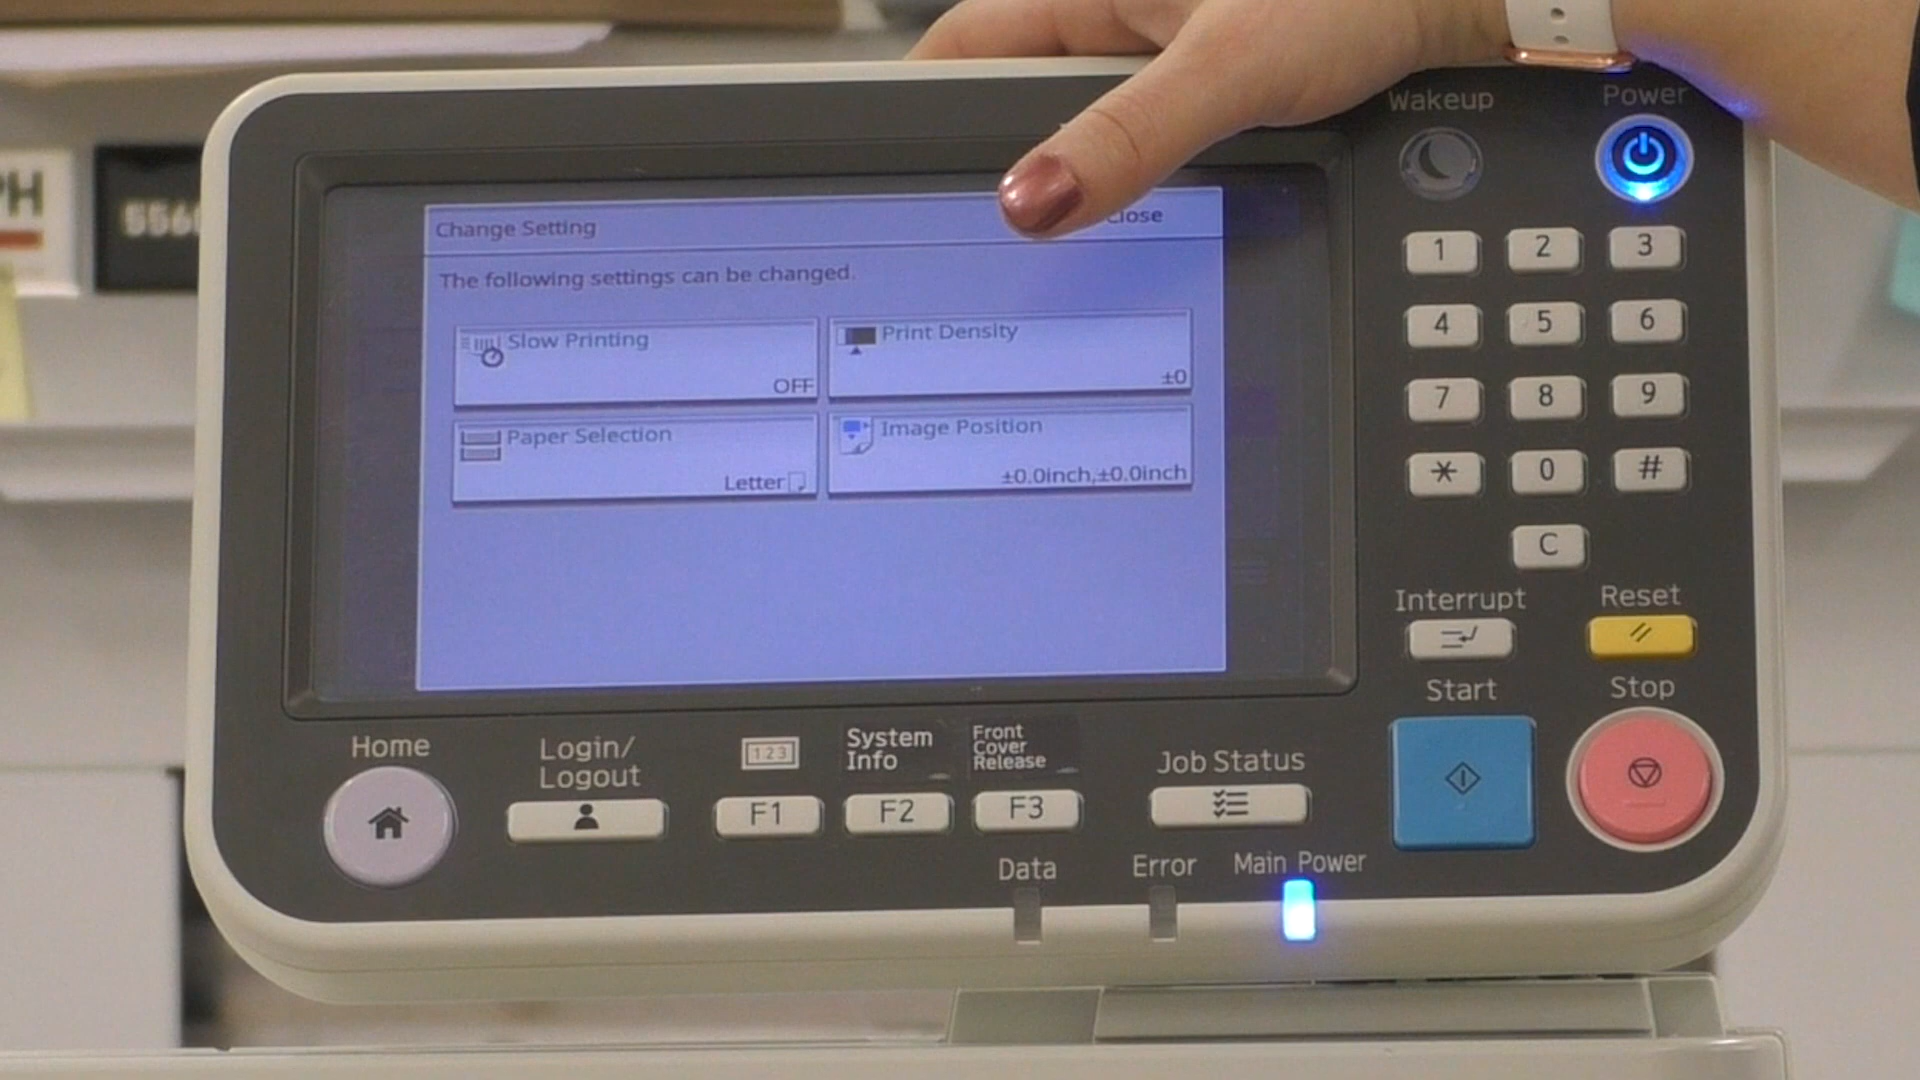 PH
556
Wakeup
Power
Change Setting
Close
The following settings can be changed.
Slow Printing
OFF
Print Density
±0
Paper Selection
Letter
Image Position
±0.0inch,±0.0inch
1 2 3
4 5 6
7 8 9
* 0 #
C
Interrupt
Reset
Start
Stop
Home
Login/
Logout
123
System
Info
Front
Cover
Release
Job Status
F1
F2
F3
Data
Error
Main Power